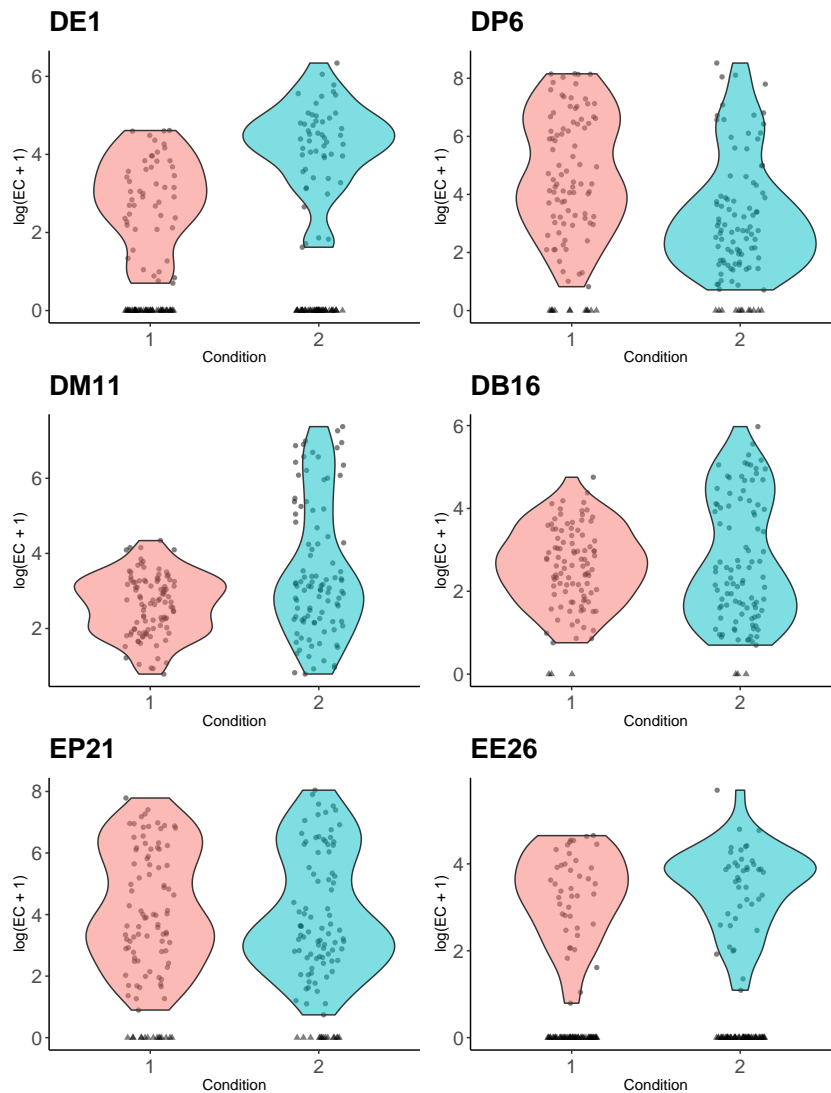 DE1
log(EC + 1)
6
4
2
0
1
2
Condition
DP6
log(EC + 1)
8
6
4
2
0
1
2
Condition
DM11
log(EC + 1)
6
4
2
1
2
Condition
DB16
log(EC + 1)
6
4
2
0
1
2
Condition
EP21
log(EC + 1)
8
6
4
2
0
1
2
Condition
EE26
log(EC + 1)
4
2
0
1
2
Condition